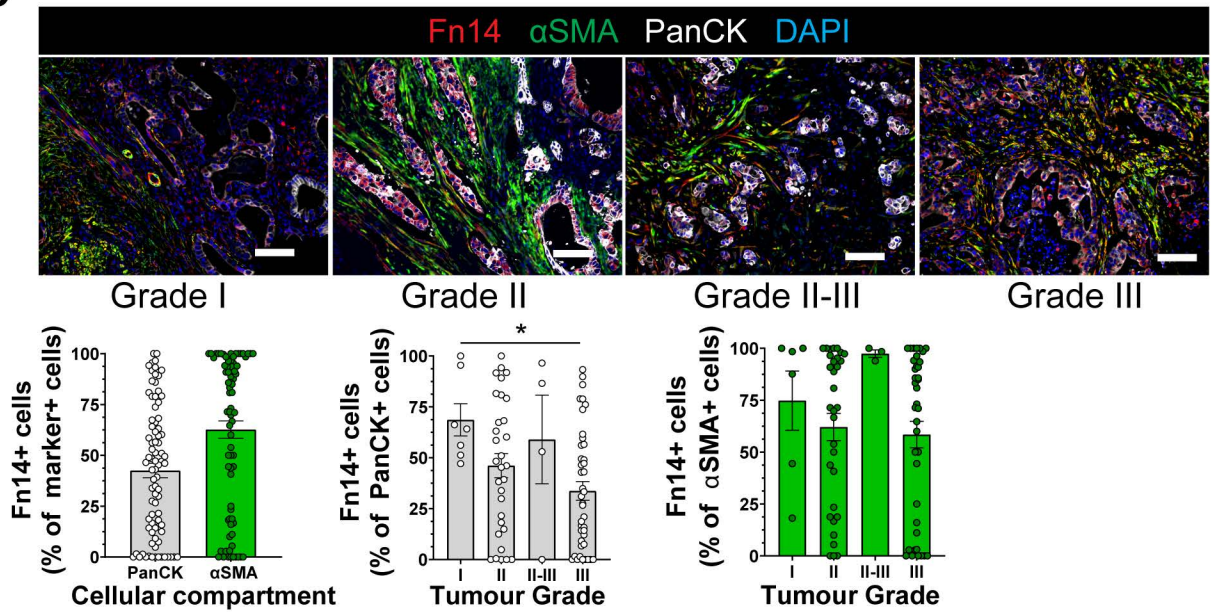 Fn14 αSMA PanCK DAPI
Grade I Grade II Grade II-III Grade III
Fn14+ cells
(% of marker+ cells)
100
75
50
25
0
PanCK αSMA
Cellular compartment
Fn14+ cells
(% of PanCK+ cells)
*
100
75
50
25
0
I II II-III III
Tumour Grade
Fn14+ cells
(% of αSMA+ cells)
100
75
50
25
0
I II II-III III
Tumour Grade